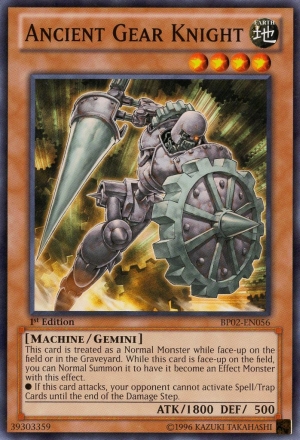 ANCIENT GEAR KNIGHT
EARTH
地
1st Edition
BP02-EN056
[MACHINE/GEMINI]
This card is treated as a Normal Monster while face-up on the
field or in the Graveyard. While this card is face-up on the field,
you can Normal Summon it to have it become an Effect Monster
with this effect.
● If this card attacks, your opponent cannot activate Spell/Trap
Cards until the end of the Damage Step.
ATK/1800 DEF/ 500
39303359
©1996 KAZUKI TAKAHASHI